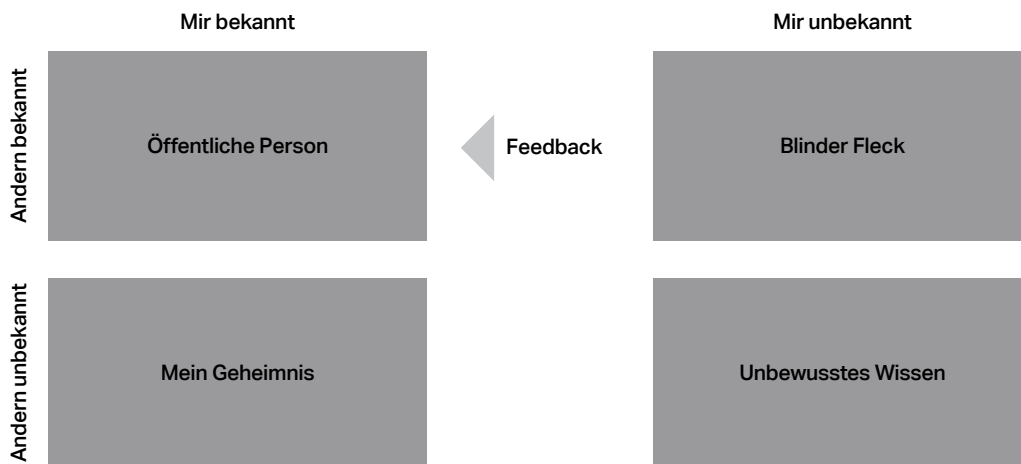 Mir bekannt
Mir unbekannt
Andern bekannt
Öffentliche Person
Feedback
Blinder Fleck
Andern unbekannt
Mein Geheimnis
Unbewusstes Wissen